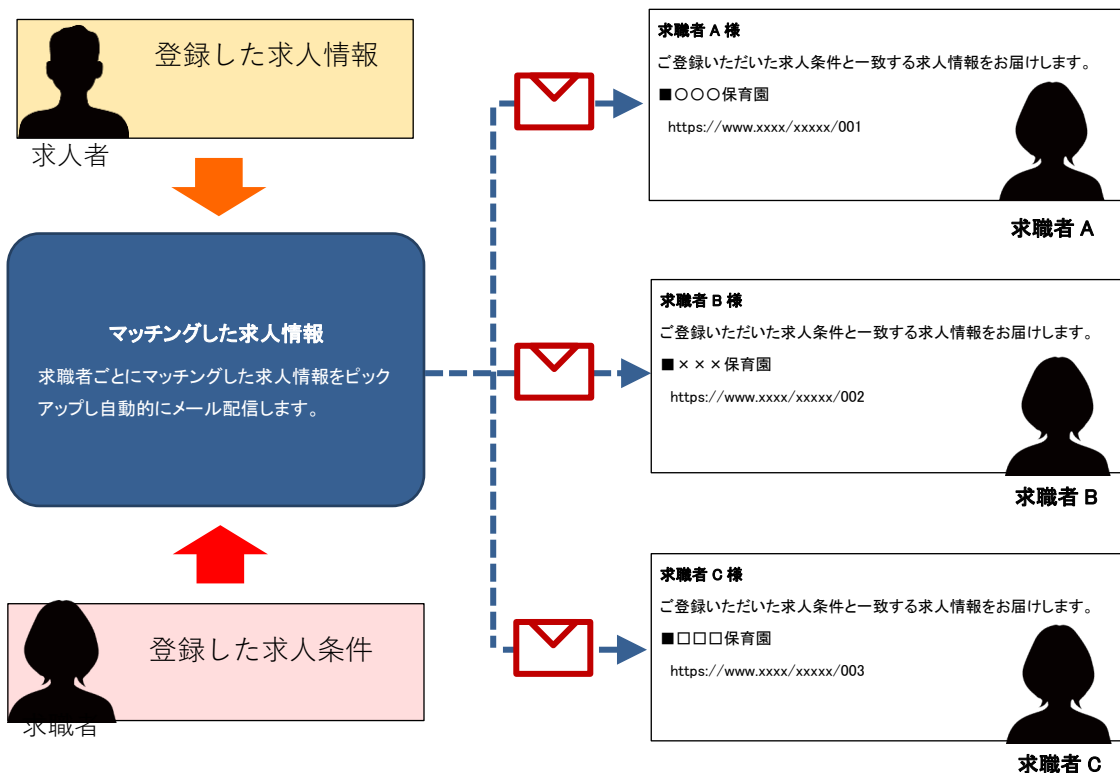 登録した求人情報
求人者
マッチングした求人情報
求職者ごとにマッチングした求人情報をピック
アップし自動的にメール配信します。
登録した求人条件
求職者
求職者 A 様
ご登録いただいた求人条件と一致する求人情報をお届けします。
■○○○保育園
https://www.xxxx/xxxxx/001
求職者 A
求職者 B 様
ご登録いただいた求人条件と一致する求人情報をお届けします。
■×××保育園
https://www.xxxx/xxxxx/002
求職者 B
求職者 C 様
ご登録いただいた求人条件と一致する求人情報をお届けします。
■□□□保育園
https://www.xxxx/xxxxx/003
求職者 C